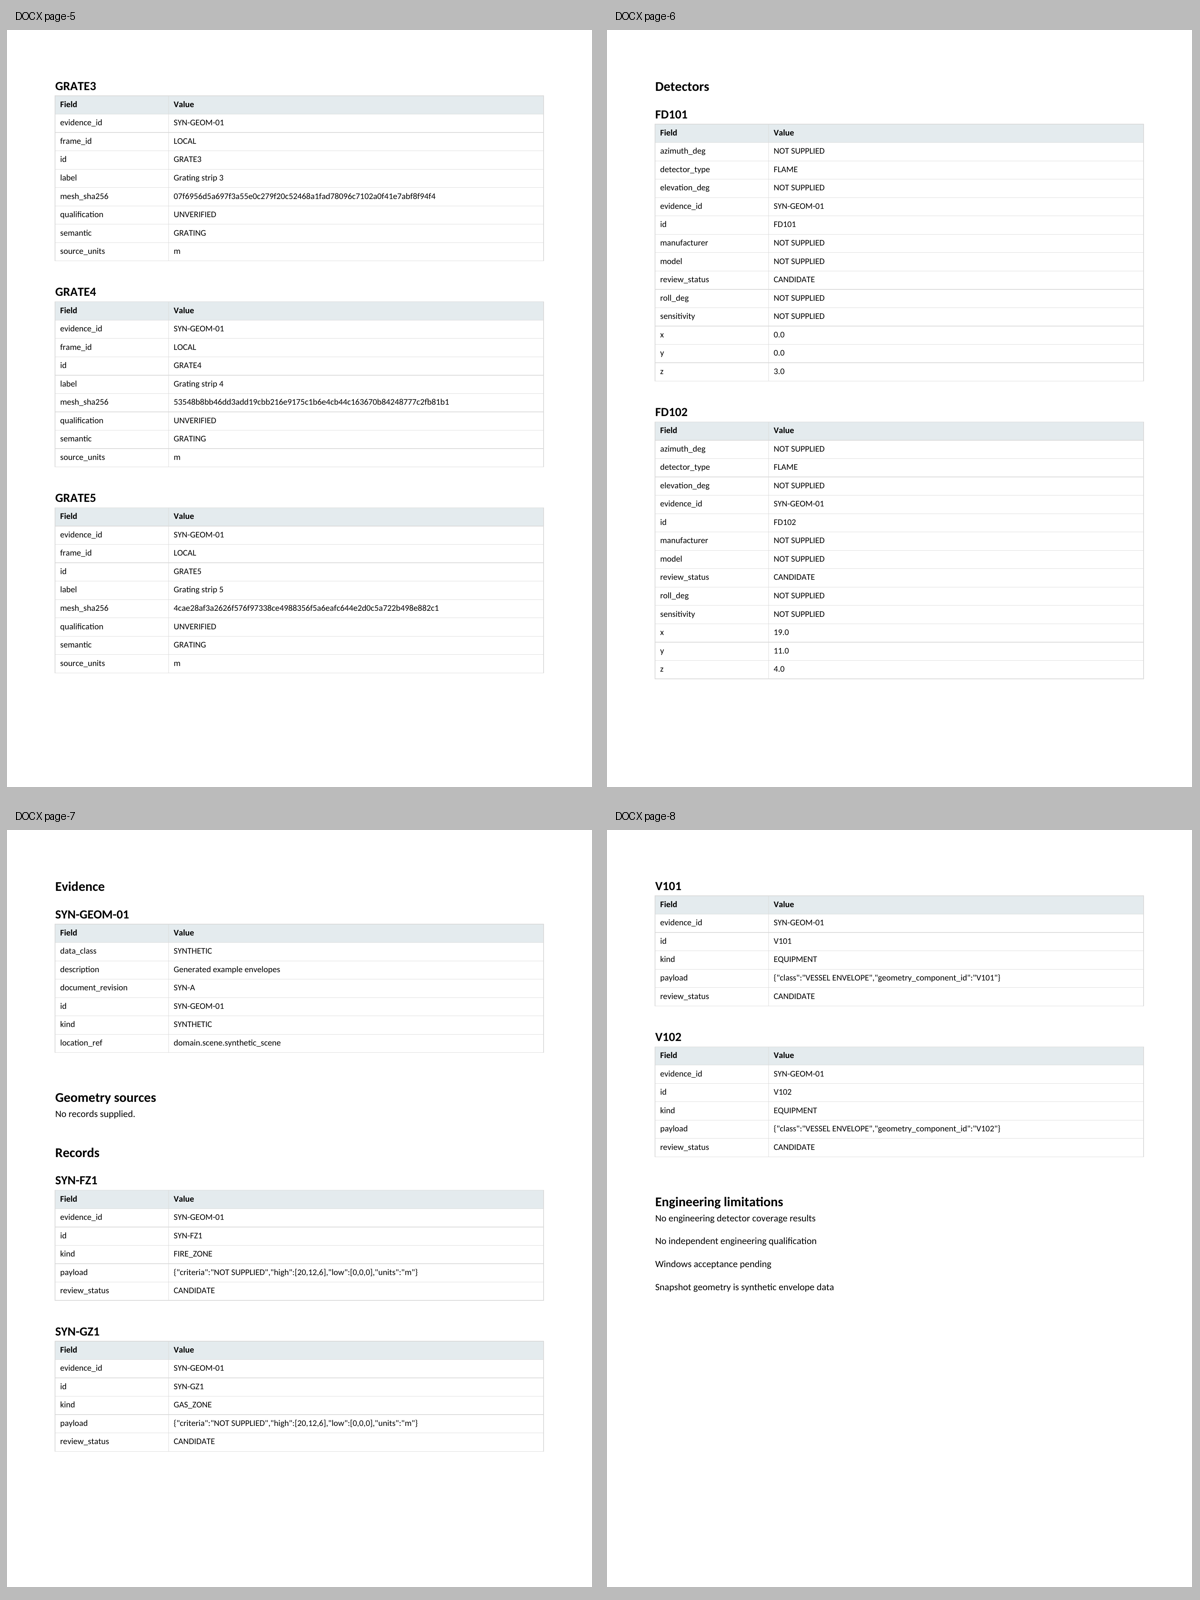 DOCX page-5
GRATE3
Field Value
evidence_id SYN-GEOM-01
frame_id LOCAL
id GRATE3
label Grating strip 3
mesh_sha256 07f6956d5a697f3a55e0c279f20c52468a1fad78096c7102a0f41e7abf8f94f4
qualification UNVERIFIED
semantic GRATING
source_units m
GRATE4
Field Value
evidence_id SYN-GEOM-01
frame_id LOCAL
id GRATE4
label Grating strip 4
mesh_sha256 53548b8bb46dd3add19cbb216e9175c1b6e4cb44c163670b84248777c2fb81b1
qualification UNVERIFIED
semantic GRATING
source_units m
GRATE5
Field Value
evidence_id SYN-GEOM-01
frame_id LOCAL
id GRATE5
label Grating strip 5
mesh_sha256 4cae28af3a2626f576f97338ce4988356f5a6eafc644e2d0c5a722b498e882c1
qualification UNVERIFIED
semantic GRATING
source_units m
DOCX page-6
Detectors
FD101
Field Value
azimuth_deg NOT SUPPLIED
detector_type FLAME
elevation_deg NOT SUPPLIED
evidence_id SYN-GEOM-01
id FD101
manufacturer NOT SUPPLIED
model NOT SUPPLIED
review_status CANDIDATE
roll_deg NOT SUPPLIED
sensitivity NOT SUPPLIED
x 0.0
y 0.0
z 3.0
FD102
Field Value
azimuth_deg NOT SUPPLIED
detector_type FLAME
elevation_deg NOT SUPPLIED
evidence_id SYN-GEOM-01
id FD102
manufacturer NOT SUPPLIED
model NOT SUPPLIED
review_status CANDIDATE
roll_deg NOT SUPPLIED
sensitivity NOT SUPPLIED
x 19.0
y 11.0
z 4.0
DOCX page-7
Evidence
SYN-GEOM-01
Field Value
data_class SYNTHETIC
description Generated example envelopes
document_revision SYN-A
id SYN-GEOM-01
kind SYNTHETIC
location_ref domain.scene.synthetic_scene
Geometry sources
No records supplied.
Records
SYN-FZ1
Field Value
evidence_id SYN-GEOM-01
id SYN-FZ1
kind FIRE_ZONE
payload {"criteria":"NOT SUPPLIED","high":[20,12,6],"low":[0,0,0],"units":"m"}
review_status CANDIDATE
SYN-GZ1
Field Value
evidence_id SYN-GEOM-01
id SYN-GZ1
kind GAS_ZONE
payload {"criteria":"NOT SUPPLIED","high":[20,12,6],"low":[0,0,0],"units":"m"}
review_status CANDIDATE
DOCX page-8
V101
Field Value
evidence_id SYN-GEOM-01
id V101
kind EQUIPMENT
payload {"class":"VESSEL ENVELOPE","geometry_component_id":"V101"}
review_status CANDIDATE
V102
Field Value
evidence_id SYN-GEOM-01
id V102
kind EQUIPMENT
payload {"class":"VESSEL ENVELOPE","geometry_component_id":"V102"}
review_status CANDIDATE
Engineering limitations
No engineering detector coverage results
No independent engineering qualification
Windows acceptance pending
Snapshot geometry is synthetic envelope data